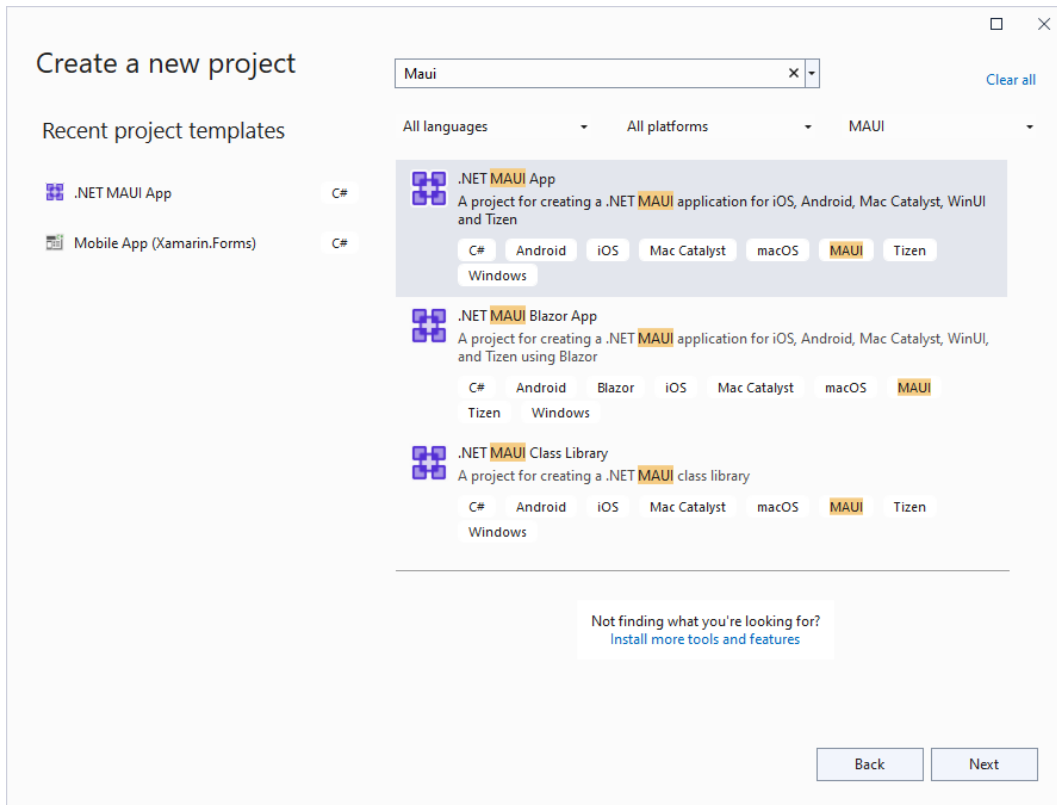 Create a new project
Maui
Clear all
Recent project templates
All languages
All platforms
MAUI
.NET MAUI App
C#
Mobile App (Xamarin.Forms)
C#
.NET MAUI App
A project for creating a .NET MAUI application for iOS, Android, Mac Catalyst, WinUI
and Tizen
C# Android iOS Mac Catalyst macOS MAUI Tizen
Windows
.NET MAUI Blazor App
A project for creating a .NET MAUI application for iOS, Android, Mac Catalyst, WinUI,
and Tizen using Blazor
C# Android Blazor iOS Mac Catalyst macOS MAUI
Tizen Windows
.NET MAUI Class Library
A project for creating a .NET MAUI class library
C# Android iOS Mac Catalyst macOS MAUI Tizen
Windows
Not finding what you're looking for?
Install more tools and features
Back
Next